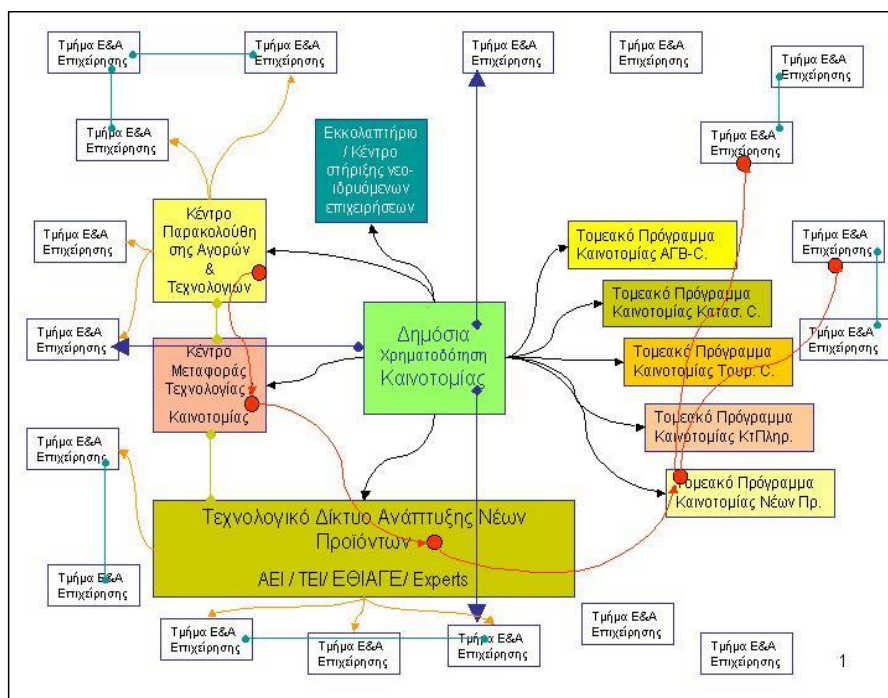 Τμήμα Ε&Α
Επιχείρησης
Τμήμα Ε&Α
Επιχείρησης
Τμήμα Ε&Α
Επιχείρησης
Τμήμα Ε&Α
Επιχείρησης
Τμήμα Ε&Α
Επιχείρησης
Τμήμα Ε&Α
Επιχείρησης
Εκκολαπτήριο
/ Κέντρο
στήριξης νεο-
ιδρυόμενων
επιχειρήσεων
Τμήμα Ε&Α
Επιχείρησης
Κέντρο
Παρακολούθη
σης Αγορών
&
Τεχνολογιών
Τμήμα Ε&Α
Επιχείρησης
Τομεακό Πρόγραμμα
Καινοτομίας ΑΓΒ-C.
Τμήμα Ε&Α
Επιχείρησης
Τομεακό Πρόγραμμα
Καινοτομίας Κατασ. C.
Τμήμα Ε&Α
Επιχείρησης
Κέντρο
Μεταφοράς
Τεχνολογίας
Καινοτομίας
Δημόσια
Χρηματοδότηση
Καινοτομίας
Τομεακό Πρόγραμμα
Καινοτομίας Τουρ. C.
Τμήμα Ε&Α
Επιχείρησης
Τομεακό Πρόγραμμα
Καινοτομίας ΚτΠληρ.
Τμήμα Ε&Α
Επιχείρησης
Τομεακό Πρόγραμμα
Καινοτομίας Νέων Πρ.
Τεχνολογικό Δίκτυο Ανάπτυξης Νέων
Προϊόντων
ΑΕΙ / ΤΕΙ/ ΕΘΙΑΓΕ/ Experts
Τμήμα Ε&Α
Επιχείρησης
Τμήμα Ε&Α
Επιχείρησης
Τμήμα Ε&Α
Επιχείρησης
Τμήμα Ε&Α
Επιχείρησης
Τμήμα Ε&Α
Επιχείρησης
Τμήμα Ε&Α
Επιχείρησης
1